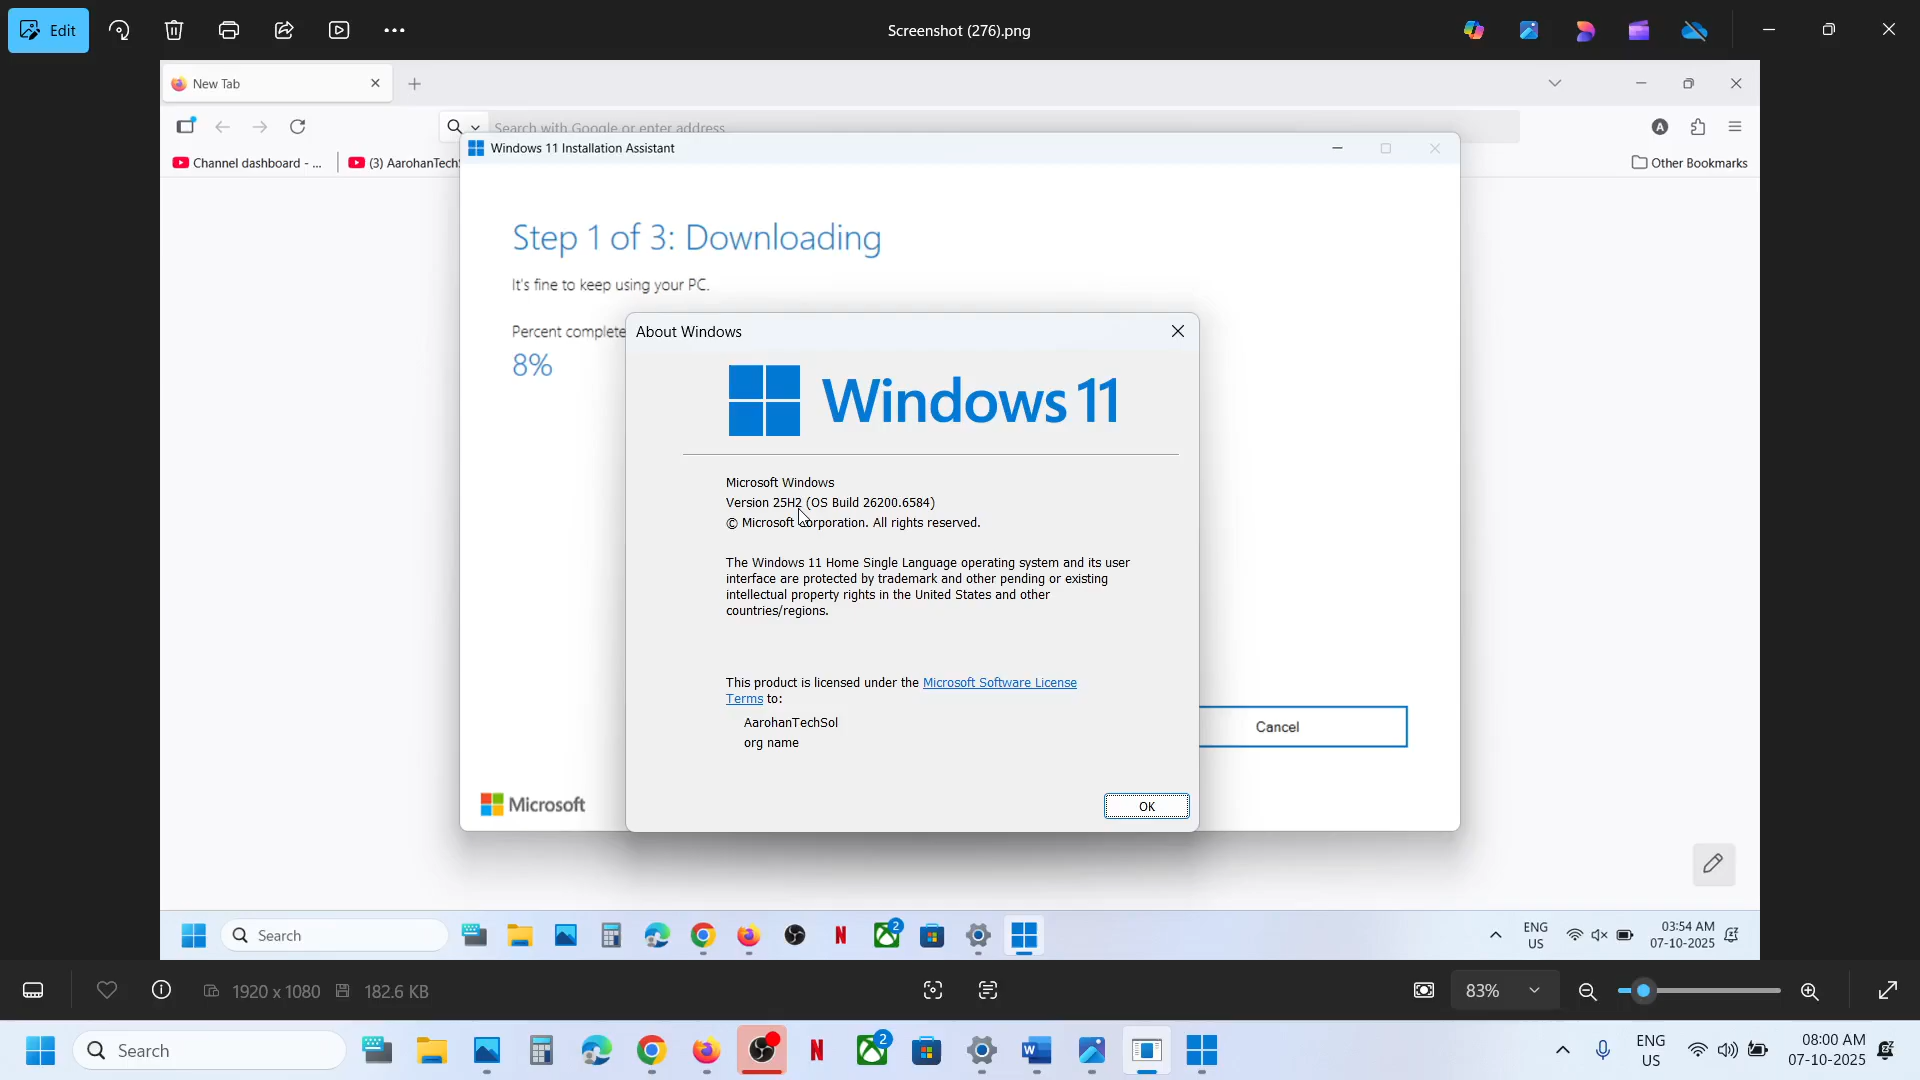 Edit
Screenshot (276).png
New Tab
Search with Google or enter address
Channel dashboard - ...
(3) AarohanTech
Other Bookmarks
Windows 11 Installation Assistant
Step 1 of 3: Downloading
It's fine to keep using your PC.
Percent complete
8%
About Windows
Windows 11
Microsoft Windows
Version 25H2 (OS Build 26200.6584)
© Microsoft Corporation. All rights reserved.
The Windows 11 Home Single Language operating system and its user
interface are protected by trademark and other pending or existing
intellectual property rights in the United States and other
countries/regions.
This product is licensed under the Microsoft Software License
Terms to:
AarohanTechSol
org name
OK
Cancel
Microsoft
Search
2
ENG
US
03:54 AM
07-10-2025
1920 x 1080
182.6 KB
83%
Search
2
ENG
US
08:00 AM
07-10-2025